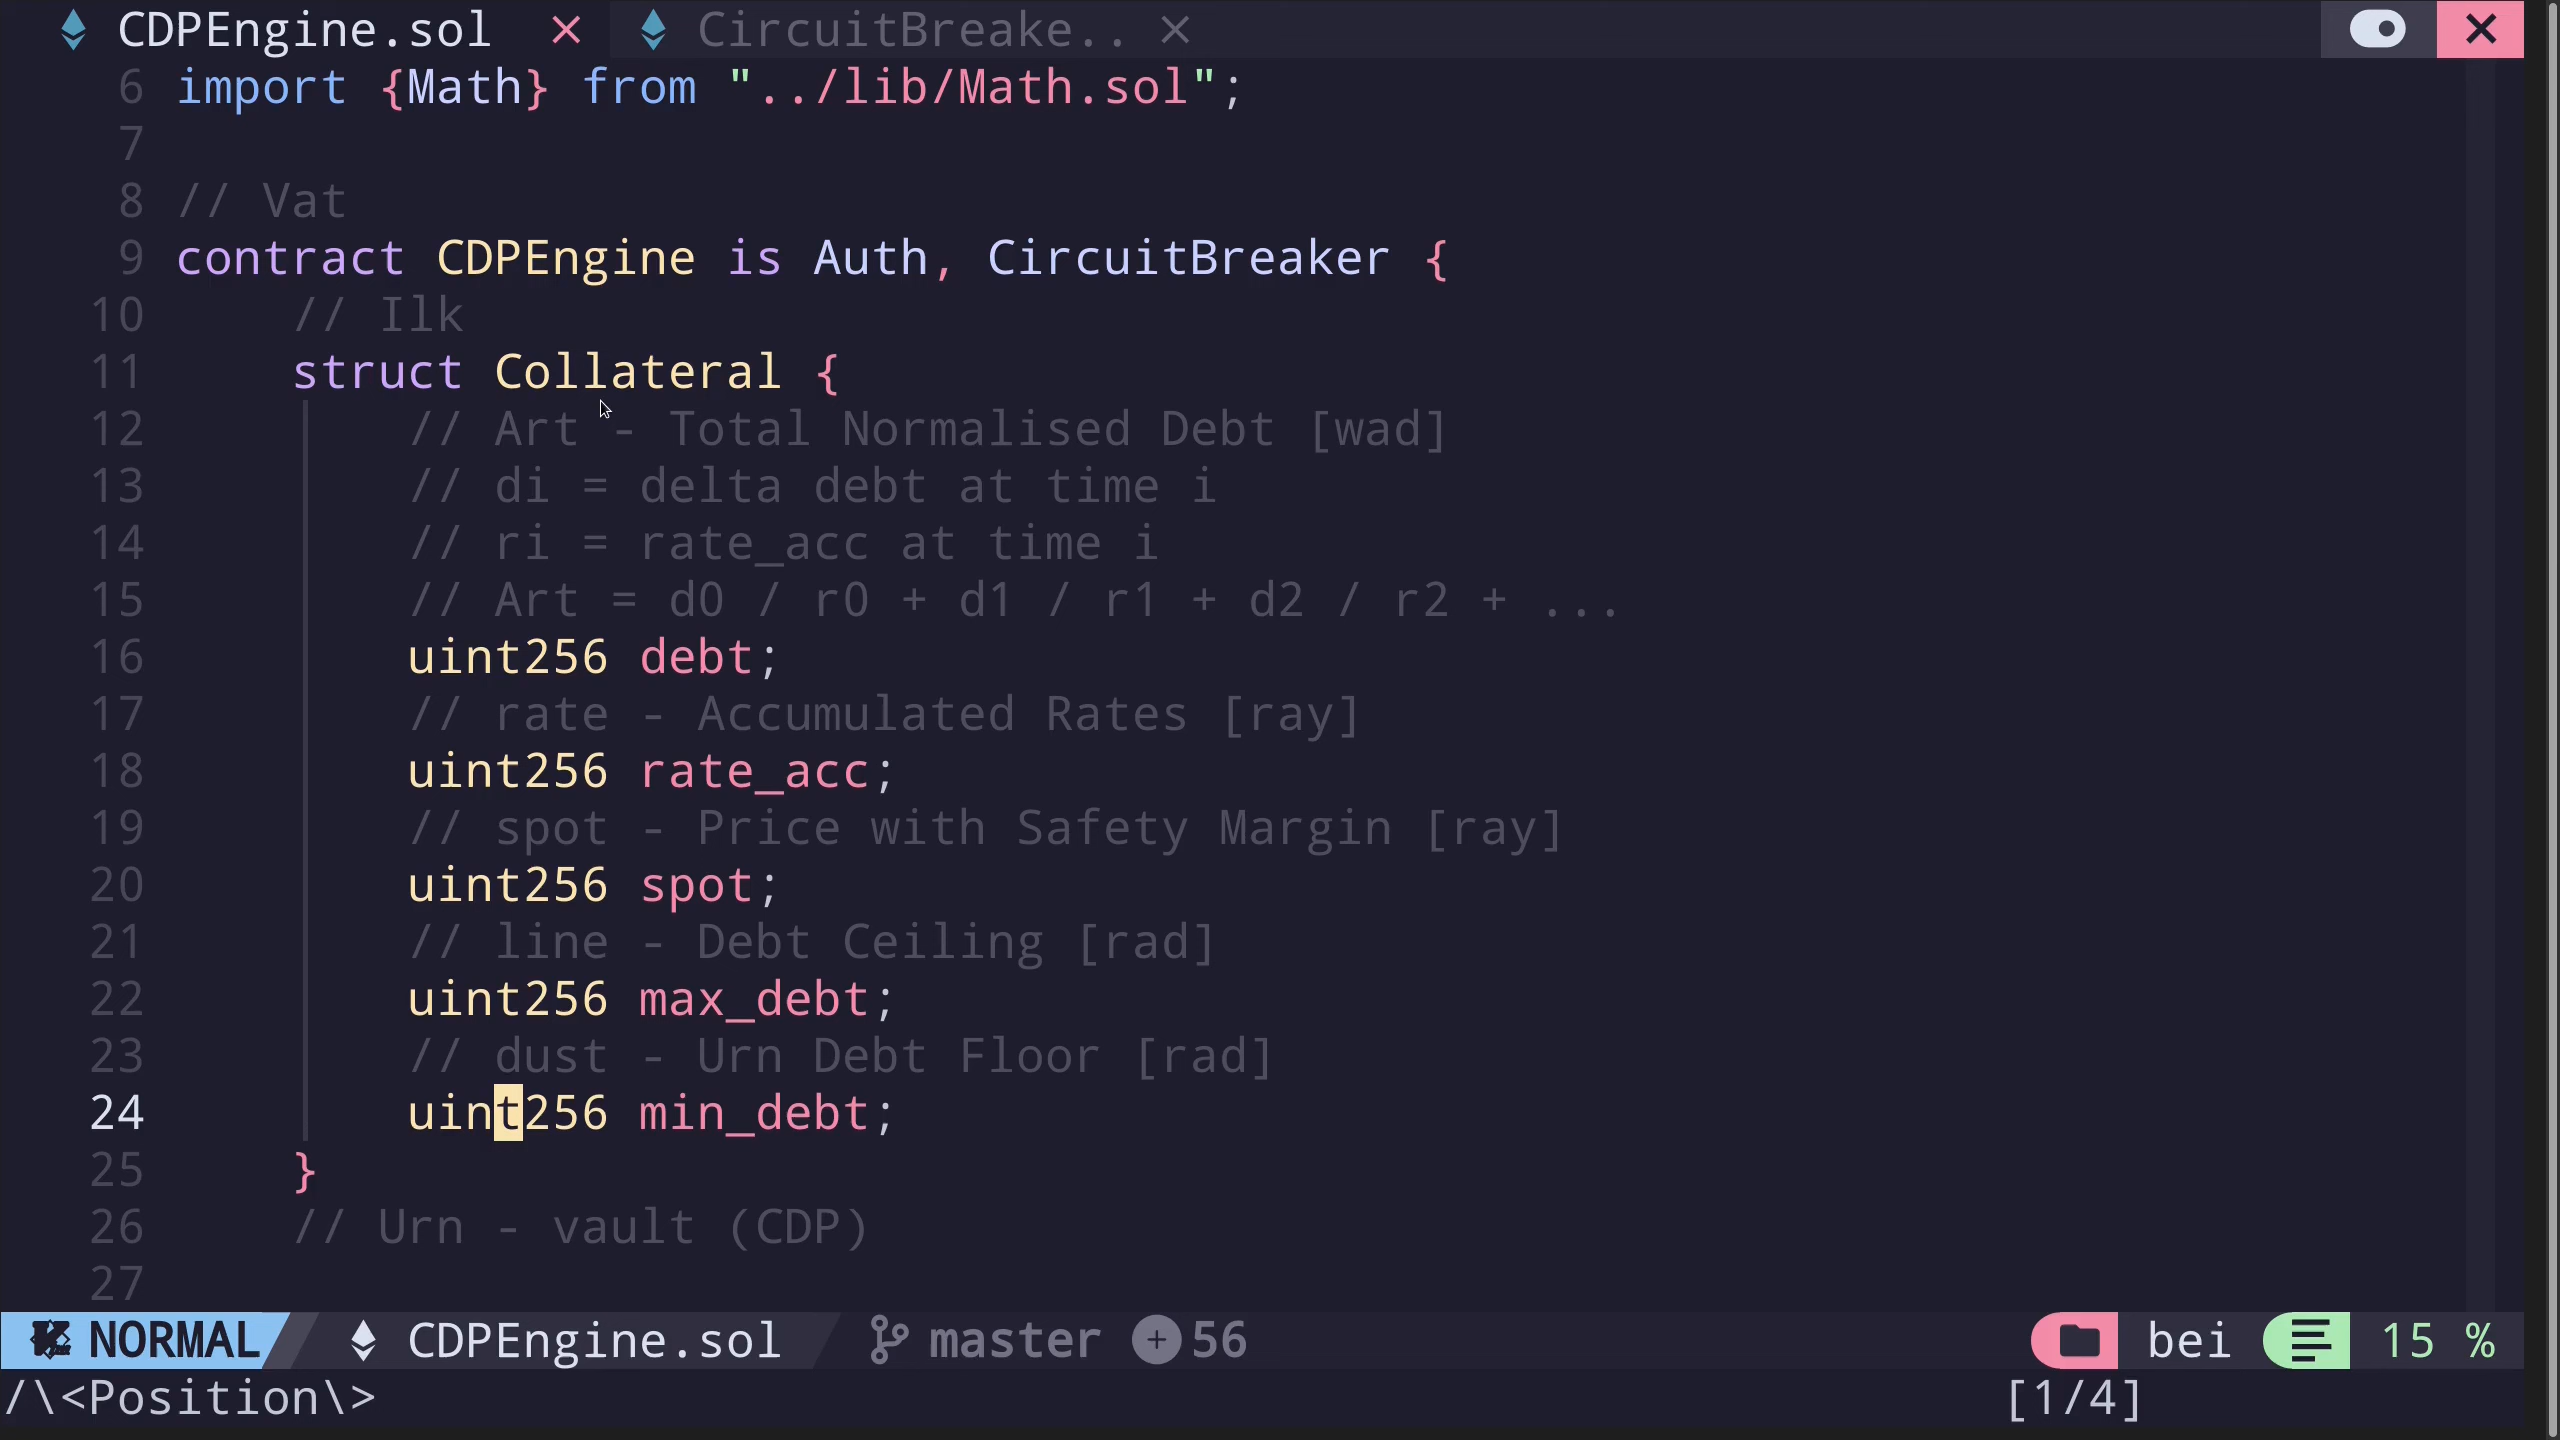 CDPEngine.sol × CircuitBreake.. ×
6 import {Math} from "../lib/Math.sol";
7
8 // Vat
9 contract CDPEngine is Auth, CircuitBreaker {
10 // Ilk
11 struct Collateral {
12 // Art - Total Normalised Debt [wad]
13 // di = delta debt at time i
14 // ri = rate_acc at time i
15 // Art = d0 / r0 + d1 / r1 + d2 / r2 + ...
16 uint256 debt;
17 // rate - Accumulated Rates [ray]
18 uint256 rate_acc;
19 // spot - Price with Safety Margin [ray]
20 uint256 spot;
21 // line - Debt Ceiling [rad]
22 uint256 max_debt;
23 // dust - Urn Debt Floor [rad]
24 uint256 min_debt;
25 }
26 // Urn - vault (CDP)
27
NORMAL CDPEngine.sol master + 56 bei 15 %
/\<Position\> [1/4]